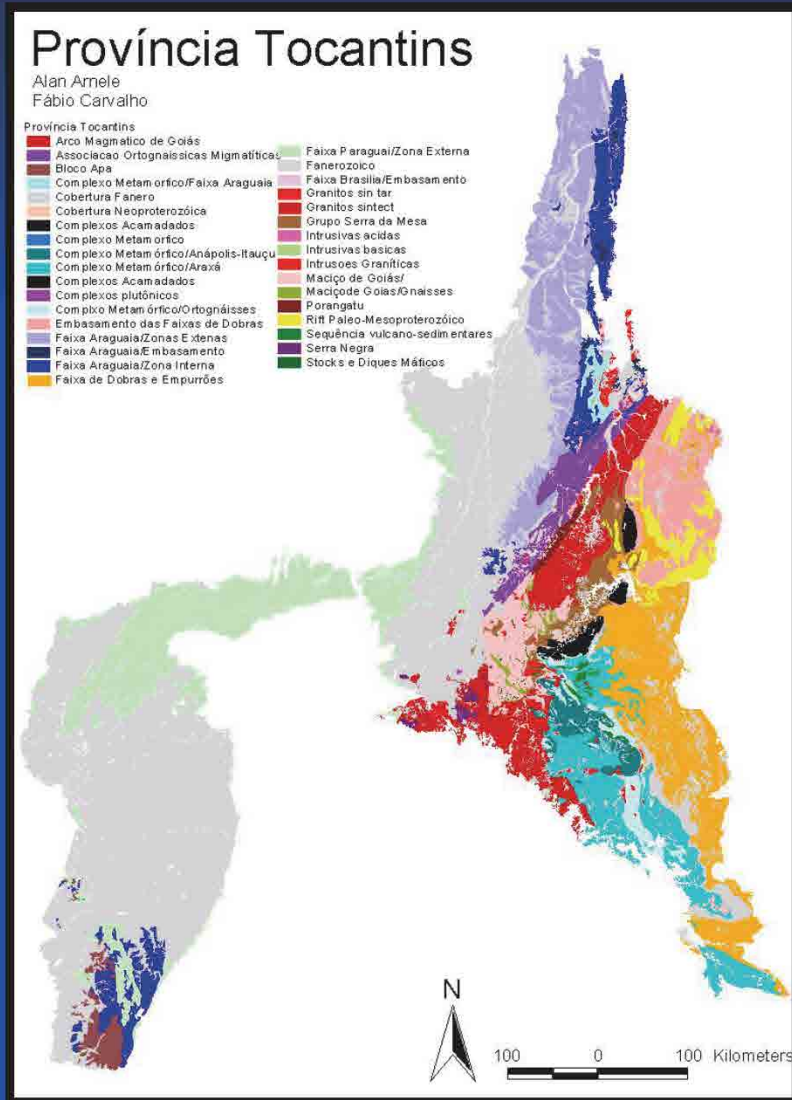 Província Tocantins
Alan Arnele
Fábio Carvalho
Província Tocantins
Arco Magmatico de Goiás
Associacao Ortognaissicas Migmatíticas
Bloco Apa
Complexo Metamorfico/Faixa Araguaia
Cobertura Fanero
Cobertura Neoproterozóica
Complexos Acamadados
Complexo Metamorfico
Complexo Metamórfico/Anápolis-Itauçu
Complexo Metamórfico/Araxá
Complexos Acamadados
Complexos plutônicos
Complxo Metamórfico/Ortognáisses
Embasamento das Faixas de Dobras
Faixa Araguaia/Zonas Extenas
Faixa Araguaia/Embasamento
Faixa Araguaia/Zona Interna
Faixa de Dobras e Empurrões
Faixa Paraguai/Zona Externa
Fanerozoico
Faixa Brasilia/Embasamento
Granitos sin tar
Granitos sintect
Grupo Serra da Mesa
Intrusivas acidas
Intrusivas basicas
Intrusoes Graníticas
Maciço de Goiás/
Maciçode Goias/Gnaisses
Porangatu
Rift Paleo-Mesoproterozóico
Sequência vulcano-sedimentares
Serra Negra
Stocks e Diques Máficos
N
100 0 100 Kilometers